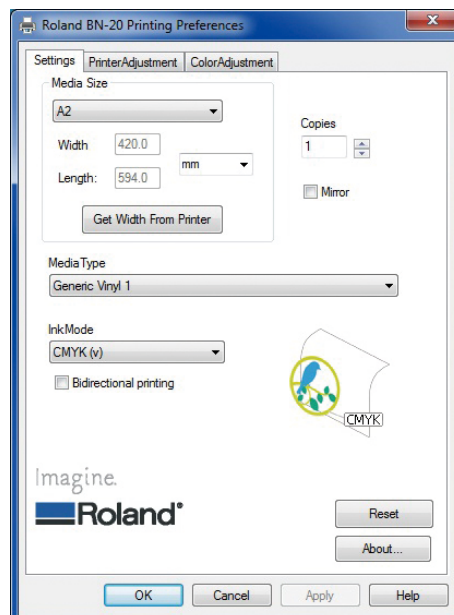 Roland BN-20 Printing Preferences
Settings PrinterAdjustment ColorAdjustment
Media Size
A2
Width 420.0
mm
Length: 594.0
Get Width From Printer
Copies
1
Mirror
MediaType
Generic Vinyl 1
InkMode
CMYK (v)
Bidirectional printing
CMYK
Imagine.
Roland®
Reset
About...
OK Cancel Apply Help